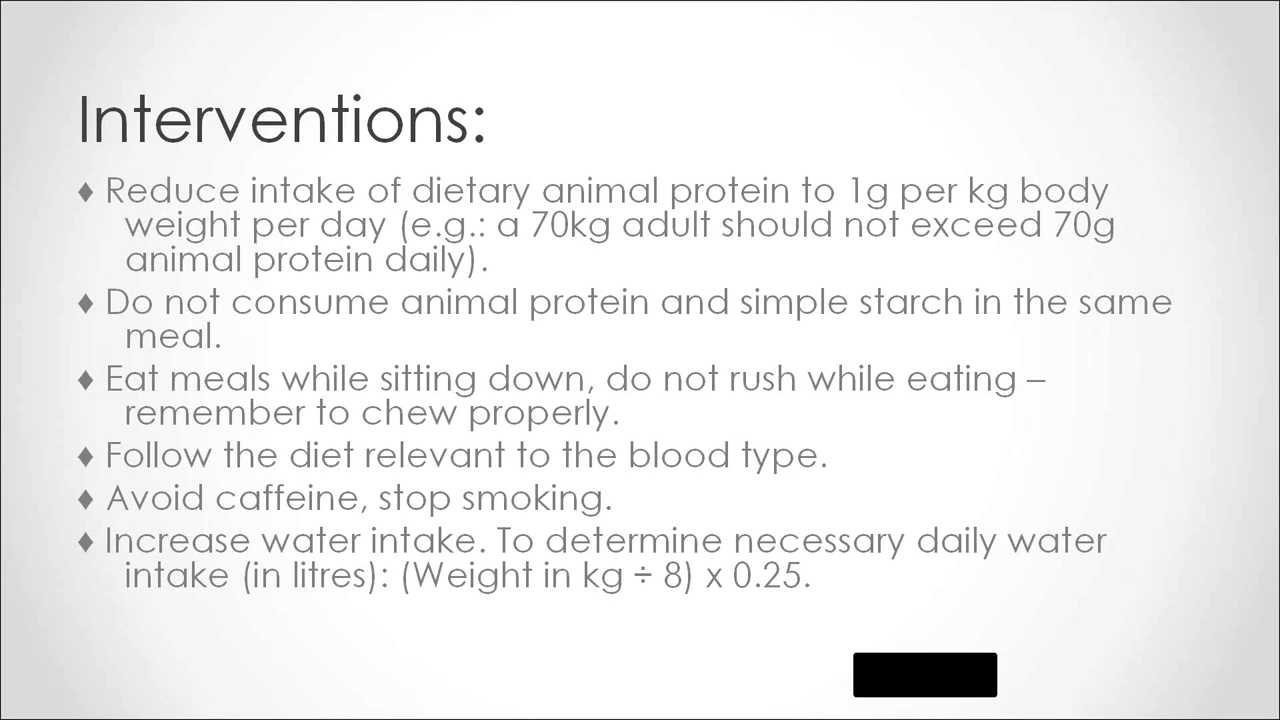 Interventions:
♦ Reduce intake of dietary animal protein to 1g per kg body
weight per day (e.g.: a 70kg adult should not exceed 70g
animal protein daily).
♦ Do not consume animal protein and simple starch in the same
meal.
♦ Eat meals while sitting down, do not rush while eating –
remember to chew properly.
♦ Follow the diet relevant to the blood type.
♦ Avoid caffeine, stop smoking.
♦ Increase water intake. To determine necessary daily water
intake (in litres): (Weight in kg ÷ 8) x 0.25.